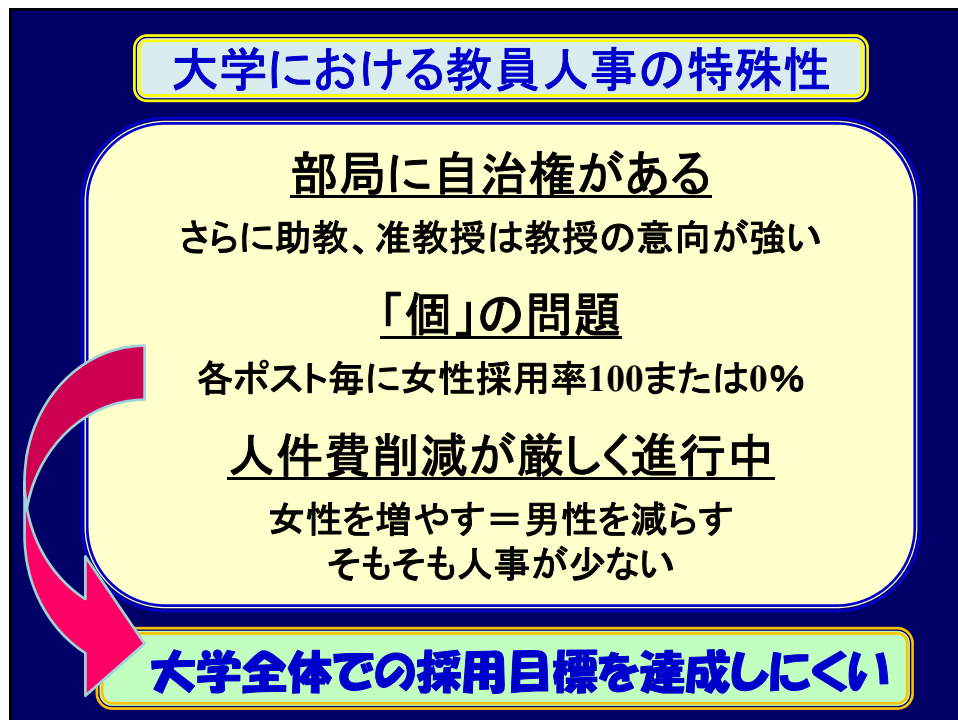 大学における教員人事の特殊性
部局に自治権がある
さらに助教、准教授は教授の意向が強い
「個」の問題
各ポスト毎に女性採用率100または0％
人件費削減が厳しく進行中
女性を増やす＝男性を減らす
そもそも人事が少ない
大学全体での採用目標を達成しにくい